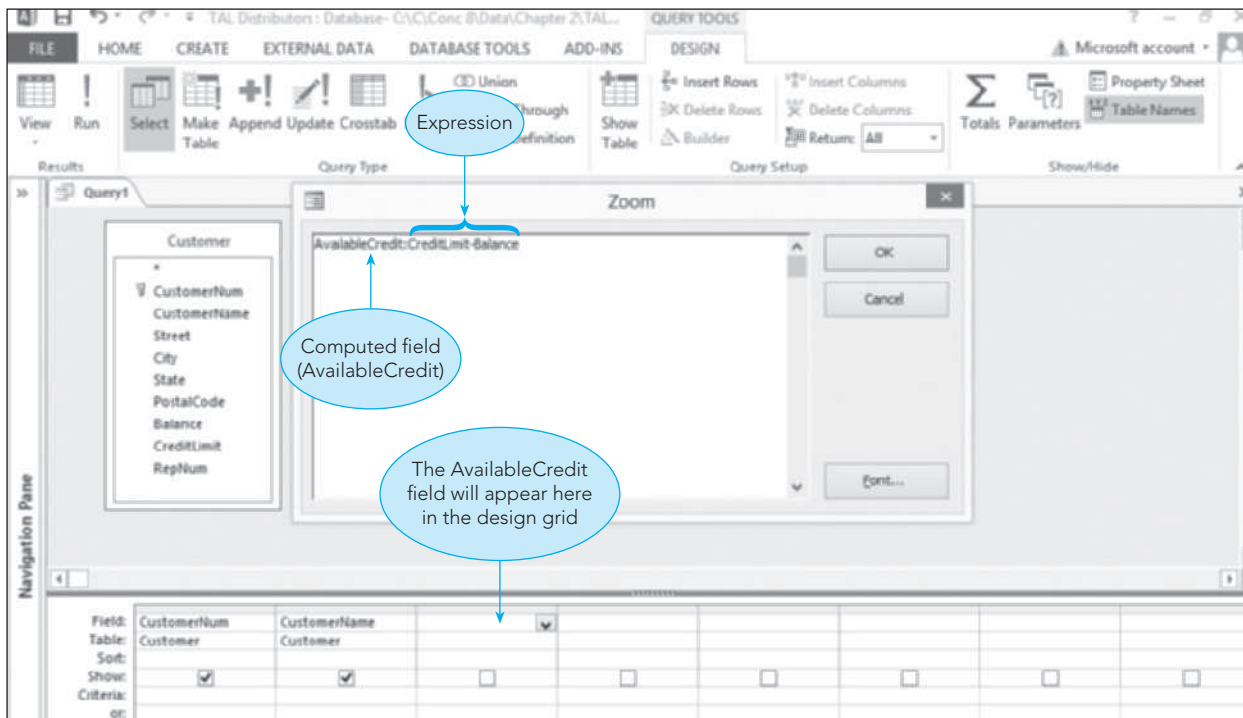 TAL Distributors : Database- C:\C\Conc 8\Data\Chapter 2\TAL... QUERY TOOLS ? –
FILE HOME CREATE EXTERNAL DATA DATABASE TOOLS ADD-INS DESIGN Microsoft account
View Run Select Make Table Append Update Crosstab Union Through Definition
Show Table Insert Rows Delete Rows Builder Insert Columns Delete Columns Return: All
Totals Parameters Property Sheet Table Names
Results Query Type Query Setup Show/Hide
Expression
Query1
Zoom
Customer
*
CustomerNum
CustomerName
Street
City
State
PostalCode
Balance
CreditLimit
RepNum
AvailableCredit:CreditLimit-Balance
OK
Cancel
Font...
Computed field
(AvailableCredit)
The AvailableCredit
field will appear here
in the design grid
Navigation Pane
Field: CustomerNum CustomerName
Table: Customer Customer
Sort:
Show:
Criteria:
or: